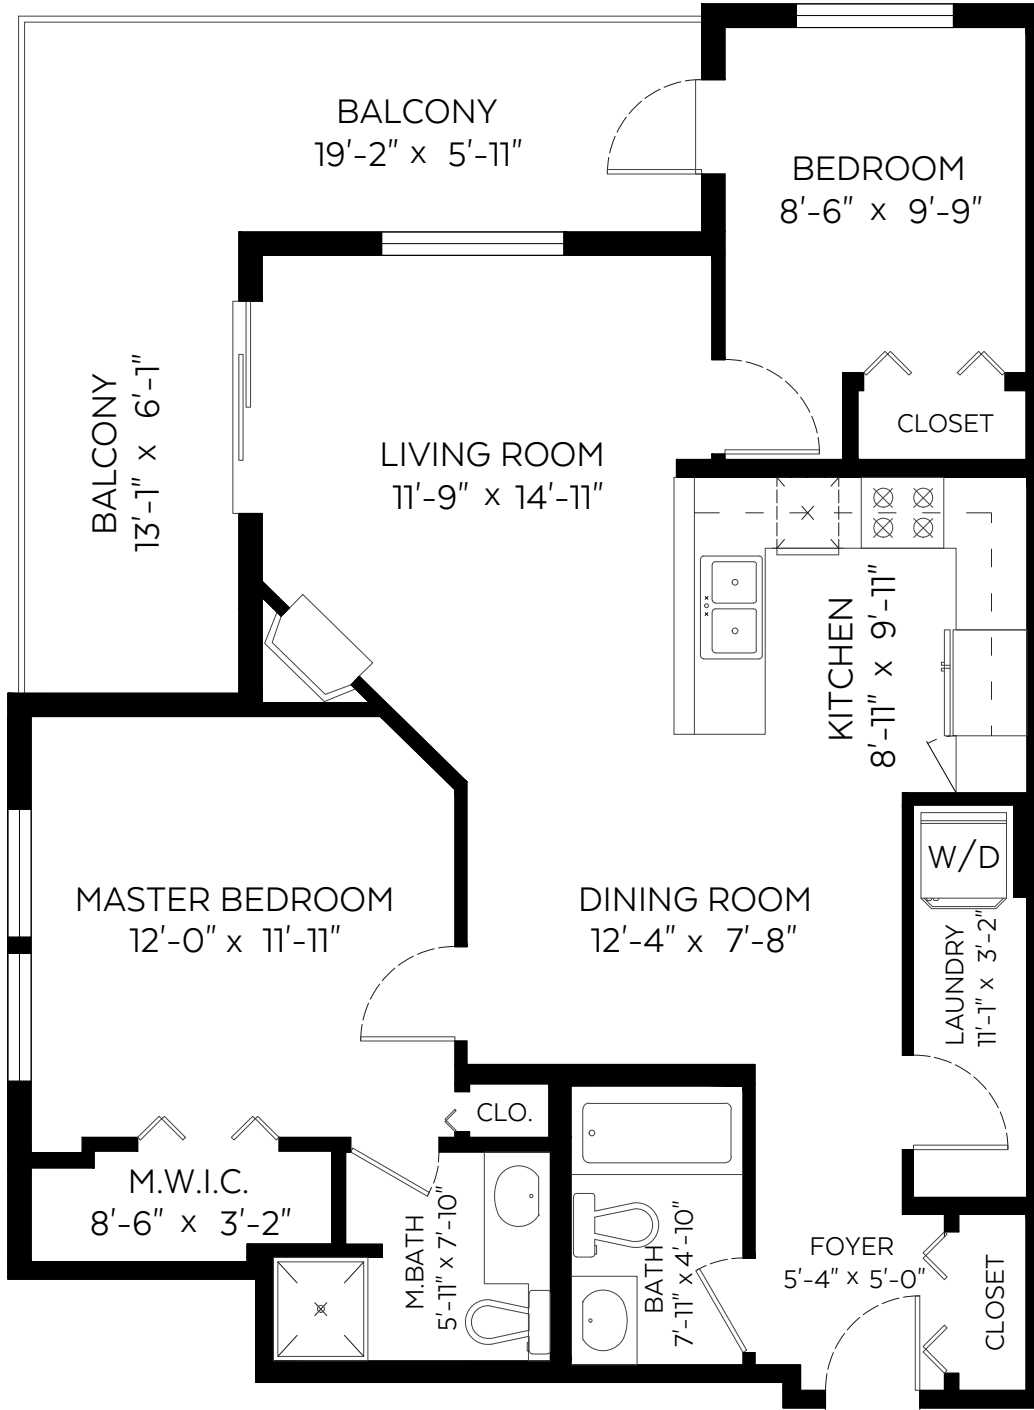 BALCONY
19'-2" x 5'-11"
BEDROOM
8'-6" x 9'-9"
CLOSET
BALCONY
13'-1" x 6'-1"
LIVING ROOM
11'-9" x 14'-11"
KITCHEN
8'-11" x 9'-11"
W/D
MASTER BEDROOM
12'-0" x 11'-11"
DINING ROOM
12'-4" x 7'-8"
LAUNDRY
11'-1" x 3'-2"
CLO.
M.W.I.C.
8'-6" x 3'-2"
M.BATH
5'-11" x 7'-10"
BATH
7'-11" x 4'-10"
FOYER
5'-4" x 5'-0"
CLOSET